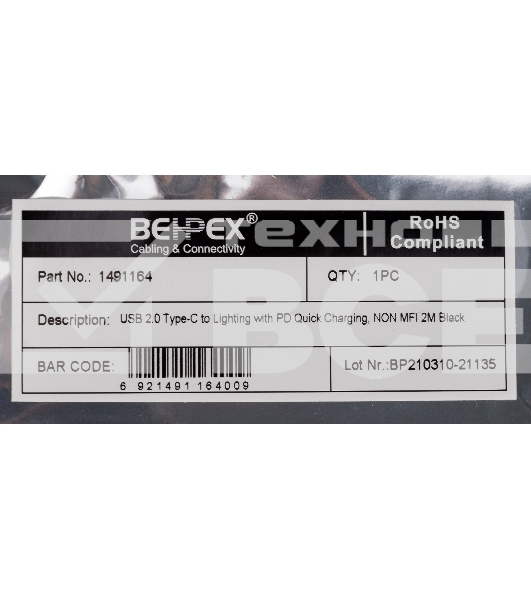 BEHPEX®
Cabling & Connectivity
RoHS
Compliant
Part No.: 1491164
QTY: 1PC
Description: USB 2.0 Type-C to Lighting with PD Quick Charging, NON MFI 2M Black
BAR CODE:
6 921491 164009
Lot Nr.:BP210310-21135